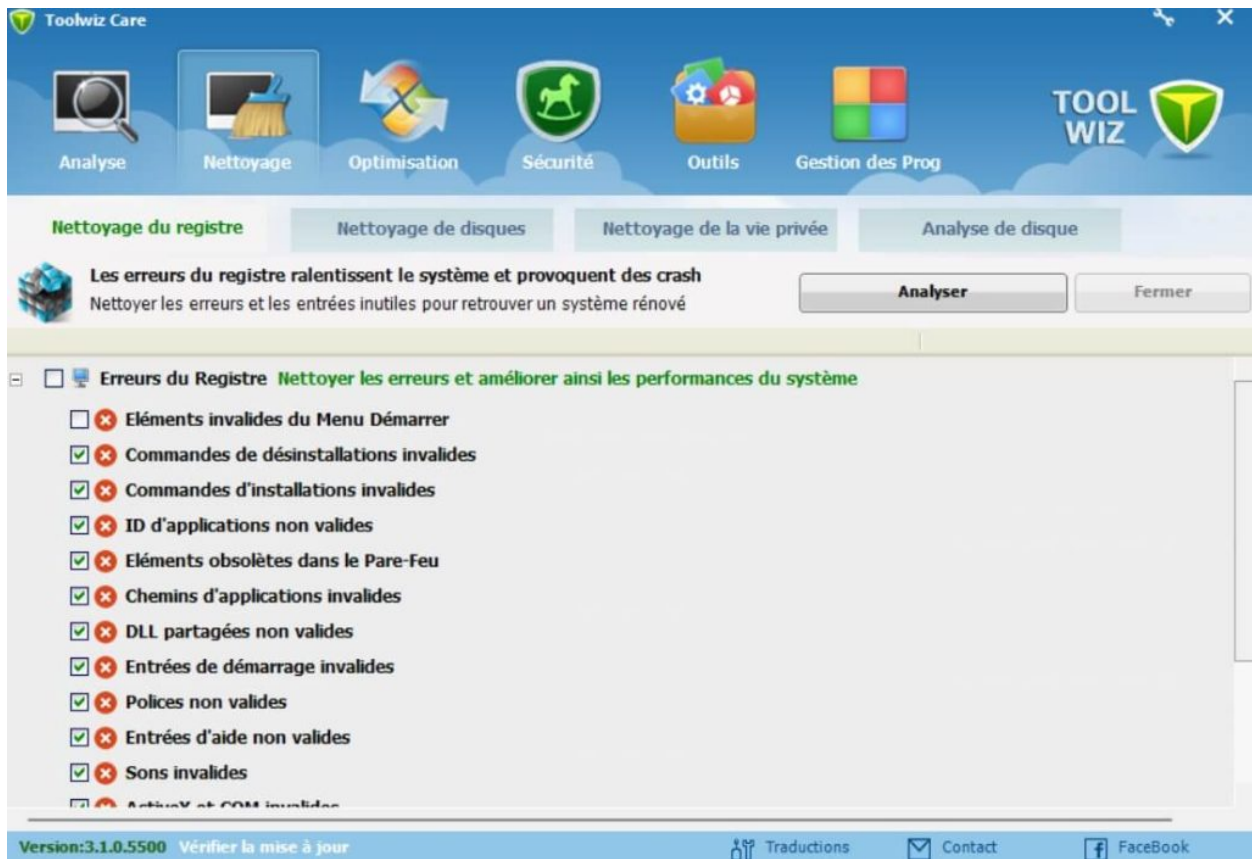 Toolwiz Care
Analyse
Nettoyage
Optimisation
Sécurité
Outils
Gestion des Prog
TOOL
WIZ
Nettoyage du registre
Nettoyage de disques
Nettoyage de la vie privée
Analyse de disque
Les erreurs du registre ralentissent le système et provoquent des crash
Nettoyer les erreurs et les entrées inutiles pour retrouver un système rénové
Analyser
Fermer
Erreurs du Registre Nettoyer les erreurs et améliorer ainsi les performances du système
Eléments invalides du Menu Démarrer
Commandes de désinstallations invalides
Commandes d'installations invalides
ID d'applications non valides
Eléments obsolètes dans le Pare-Feu
Chemins d'applications invalides
DLL partagées non valides
Entrées de démarrage invalides
Polices non valides
Entrées d'aide non valides
Sons invalides
ActiveX et COM invalides
Version:3.1.0.5500 Vérifier la mise à jour
Traductions
Contact
FaceBook